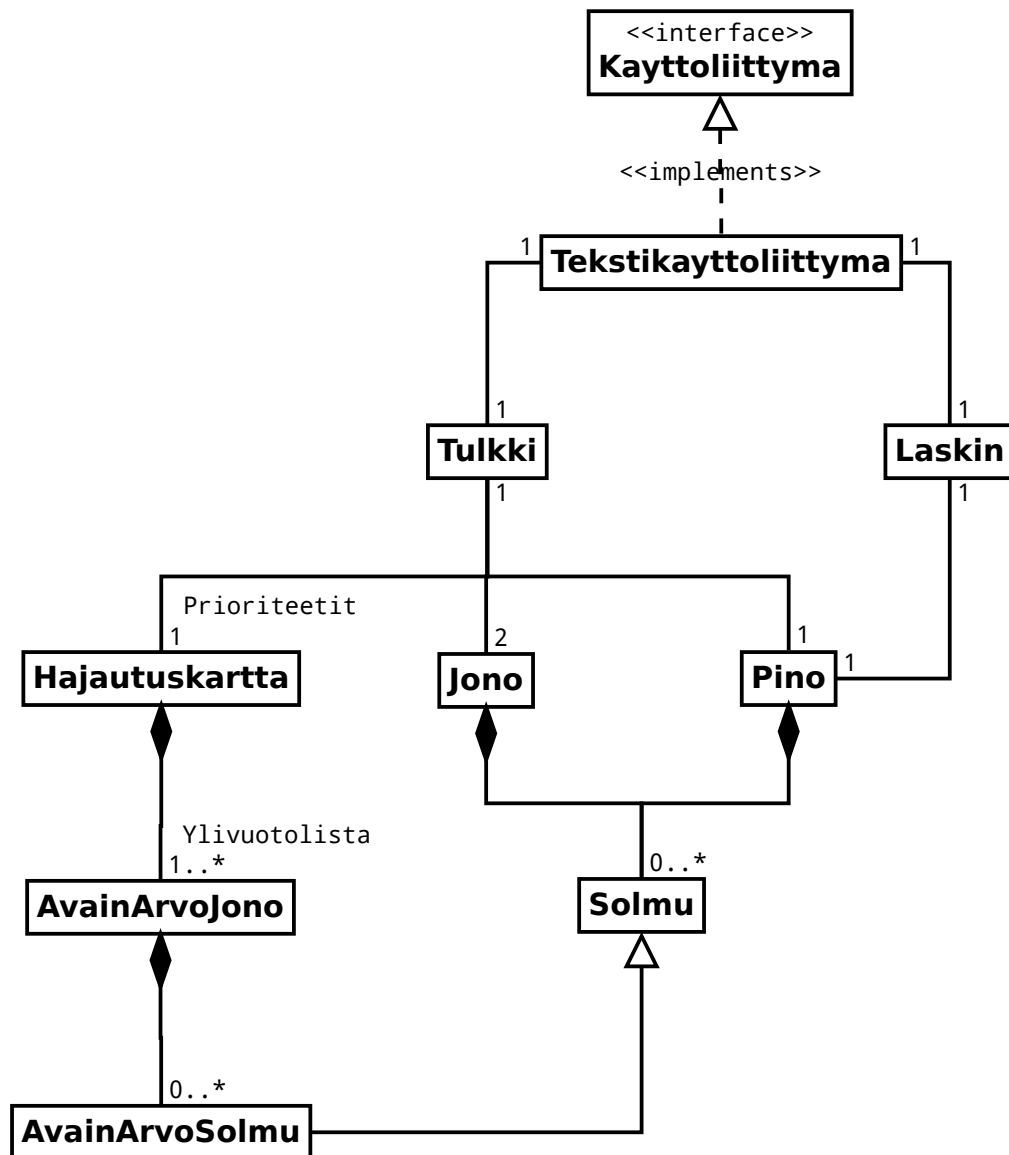 <<interface>>
Kayttoliittyma
<<implements>>
1
Tekstikayttoliittyma
1
1
1
Tulkki
Laskin
1
1
Prioriteetit
1
2
1
1
Hajautuskartta
Jono
Pino
Ylivuotolista
1..*
0..*
AvainArvoJono
Solmu
0..*
AvainArvoSolmu